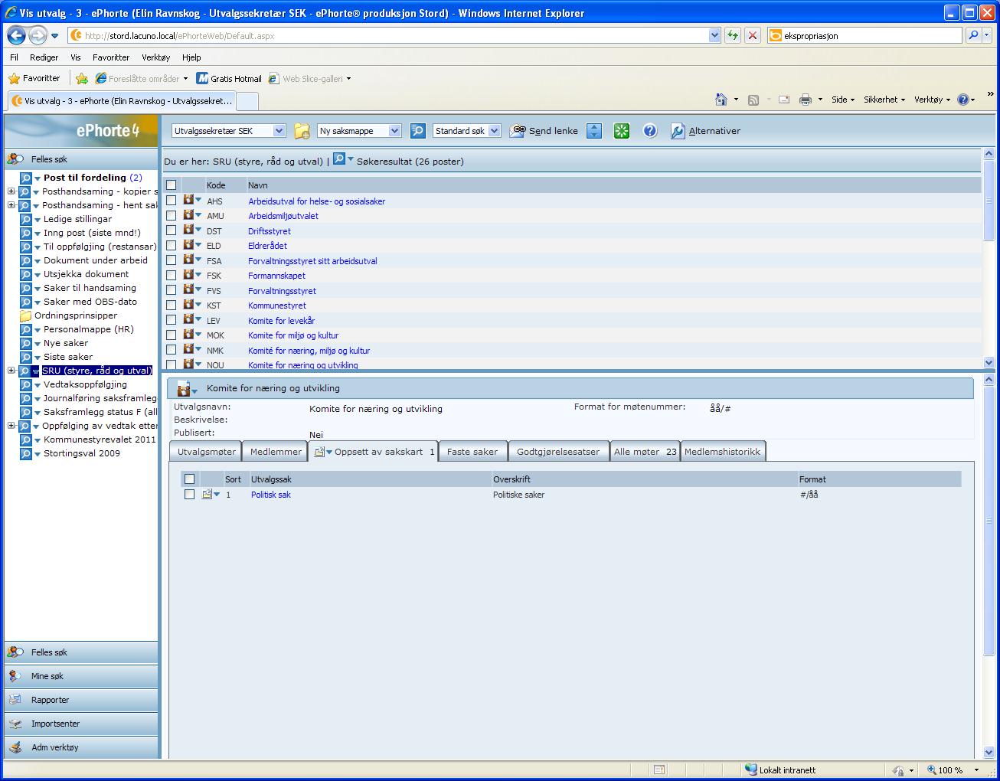 Vis utvalg - 3 - ePhorte (Elin Ravnskog - Utvalgssekretær SEK - ePhorte® produksjon Stord) - Windows Internet Explorer
http://stord.lacuno.local/ePhorteWeb/Default.aspx
ekspropriasjon
Fil Rediger Vis Favoritter Verktøy Hjelp
Favoritter Foreslåtte områder Gratis Hotmail Web Slice-galleri
Vis utvalg - 3 - ePhorte (Elin Ravnskog - Utvalgssekret... Side Sikkerhet Verktøy »
ePhorte 4
Utvalgssekretær SEK Ny saksmappe Standard søk Send lenke Alternativer
Felles søk
Post til fordeling (2)
Posthandsaming - kopier s
Posthandsaming - hent sal
Ledige stillingar
Inng post (siste mnd!)
Til oppfølgjing (restansar)
Dokument under arbeid
Utsjekka dokument
Saker til handsaming
Saker med OBS-dato
Ordningsprinsipper
Personalmappe (HR)
Nye saker
Siste saker
SRU (styre, råd og utval)
Vedtaksoppfølgjing
Journalføring saksframleg
Saksframlegg status F (all
Oppfølging av vedtak etter
Kommunestyrevalet 2011
Stortingsval 2009
Felles søk
Mine søk
Rapporter
Importsenter
Adm verktøy
Du er her: SRU (styre, råd og utval) | Søkeresultat (26 poster)
Kode Navn
AHS Arbeidsutval for helse- og sosialsaker
AMU Arbeidsmiljøutvalet
DST Driftsstyret
ELD Eldrerådet
FSA Forvaltningsstyret sitt arbeidsutval
FSK Formannskapet
FVS Forvaltningsstyret
KST Kommunestyret
LEV Komite for levekår
MOK Komite for miljø og kultur
NMK Komité for næring, miljø og kultur
NOU Komite for næring og utvikling
Komite for næring og utvikling
Utvalgsnavn: Komite for næring og utvikling Format for møtenummer: åå/#
Beskrivelse:
Publisert: Nei
Utvalgsmøter Medlemmer Oppsett av sakskart 1 Faste saker Godtgjørelsesatser Alle møter 23 Medlemshistorikk
Sort Utvalgssak Overskrift Format
1 Politisk sak Politiske saker #/åå
Lokalt intranett 100 %